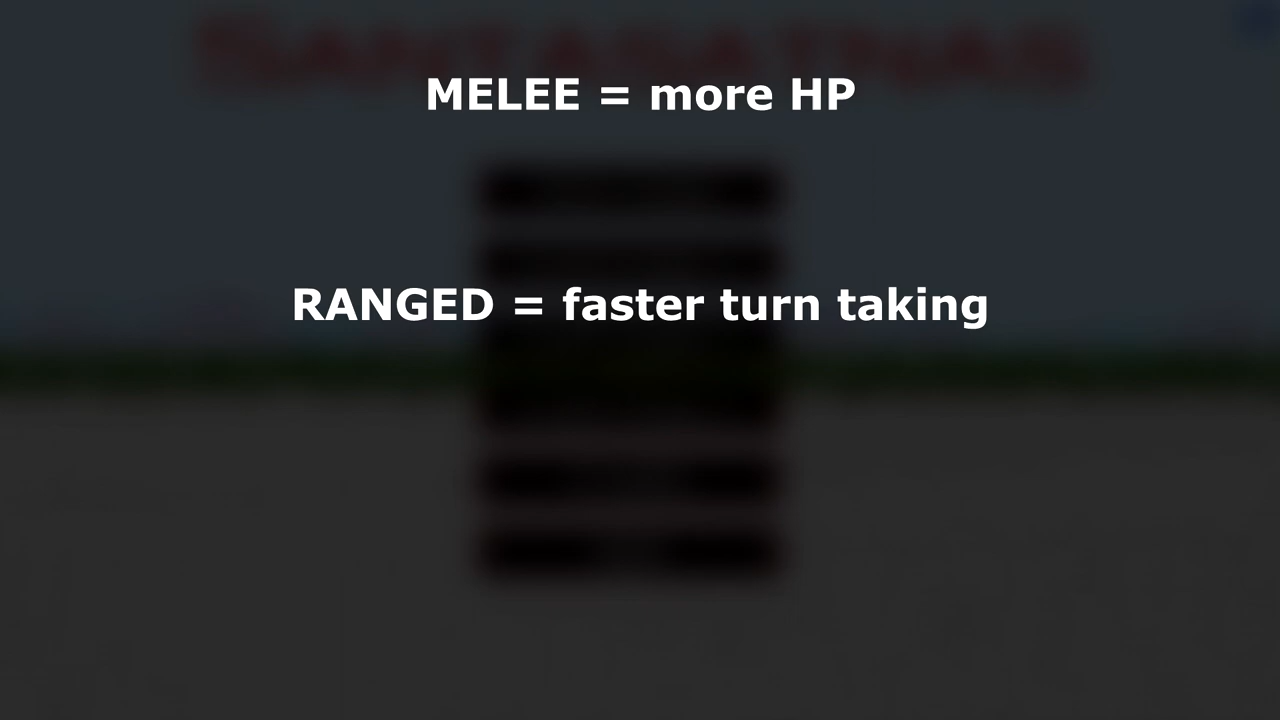 MELEE = more HP
RANGED = faster turn taking